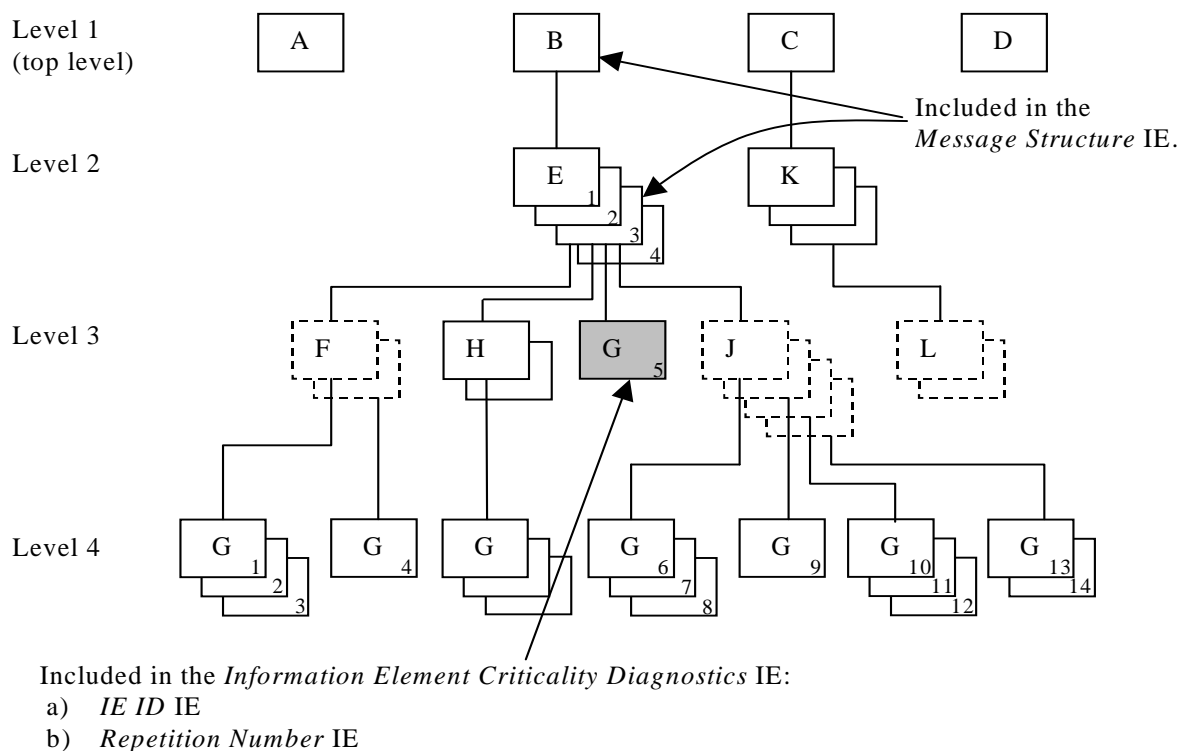 Level 1
(top level)
A
B
C
D
Included in the
Message Structure IE.
Level 2
E
1
2
3
4
K
Level 3
F
H
G
5
J
L
Level 4
G
1
2
3
G
4
G
G
6
7
8
G
9
G
10
11
12
G
13
14
Included in the Information Element Criticality Diagnostics IE:
a) IE ID IE
b) Repetition Number IE